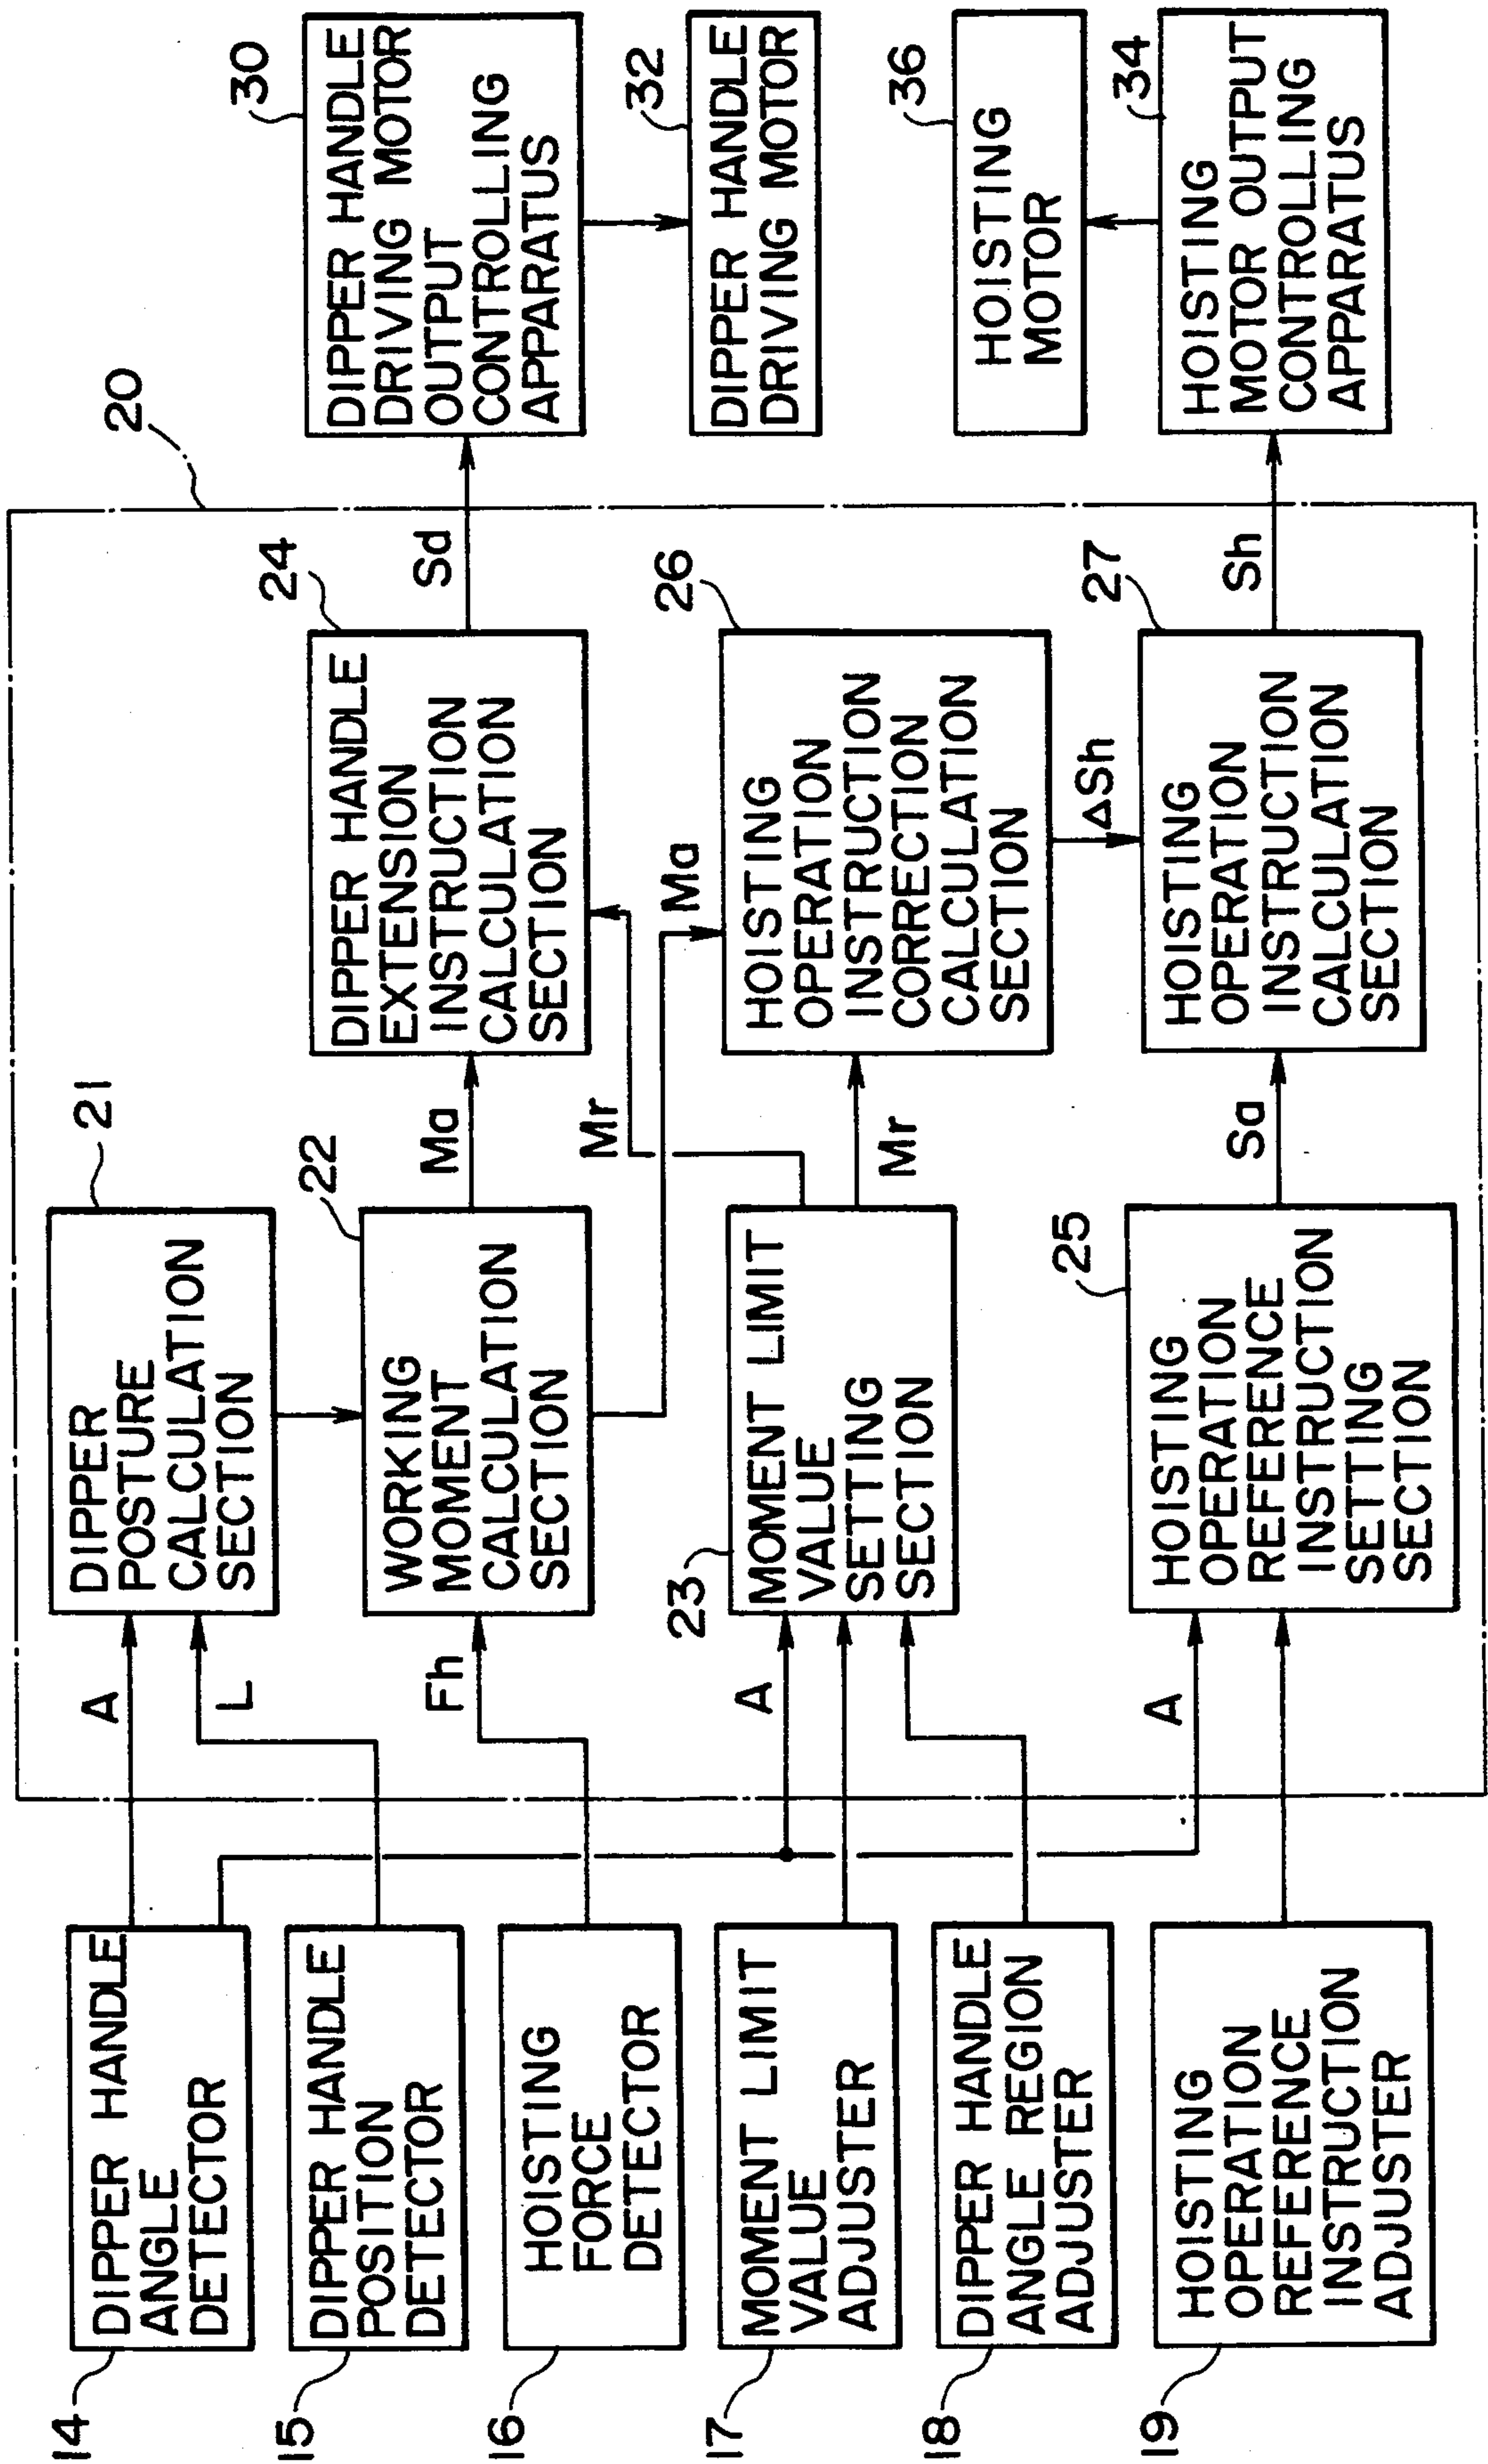 14
DIPPER HANDLE
ANGLE
DETECTOR
15
DIPPER HANDLE
POSITION
DETECTOR
16
HOISTING
FORCE
DETECTOR
17
MOMENT LIMIT
VALUE
ADJUSTER
18
DIPPER HANDLE
ANGLE REGION
ADJUSTER
19
HOISTING
OPERATION
REFERENCE
INSTRUCTION
ADJUSTER
A
L
Fh
A
A
20
21
DIPPER
POSTURE
CALCULATION
SECTION
22
WORKING
MOMENT
CALCULATION
SECTION
23
MOMENT LIMIT
VALUE
SETTING
SECTION
25
HOISTING
OPERATION
REFERENCE
INSTRUCTION
SETTING
SECTION
Ma
Mr
Ma
Mr
Sa
24
DIPPER HANDLE
EXTENSION
INSTRUCTION
CALCULATION
SECTION
26
HOISTING
OPERATION
INSTRUCTION
CORRECTION
CALCULATION
SECTION
ΔSh
27
HOISTING
OPERATION
INSTRUCTION
CALCULATION
SECTION
Sd
Sh
30
DIPPER HANDLE
DRIVING MOTOR
OUTPUT
CONTROLLING
APPARATUS
32
DIPPER HANDLE
DRIVING MOTOR
36
HOISTING
MOTOR
34
HOISTING
MOTOR OUTPUT
CONTROLLING
APPARATUS